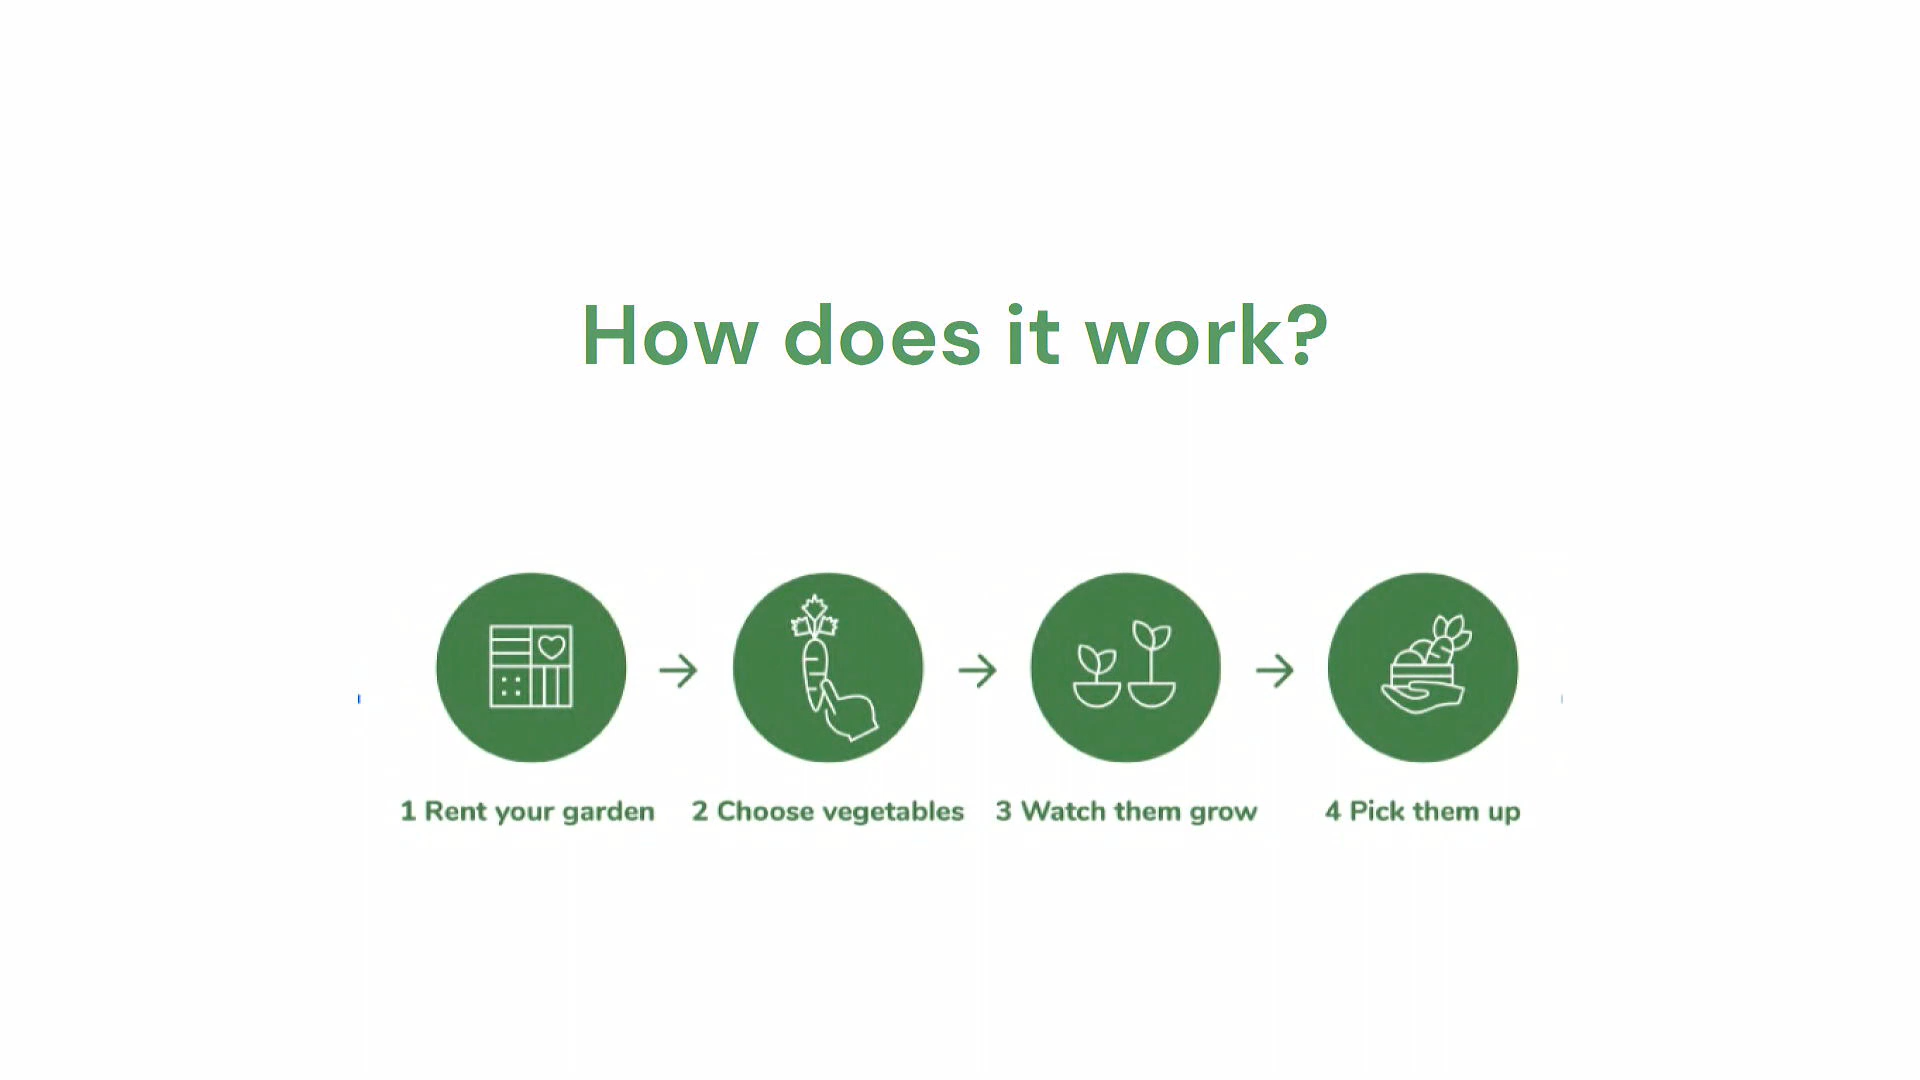 How does it work?
1 Rent your garden
2 Choose vegetables
3 Watch them grow
4 Pick them up